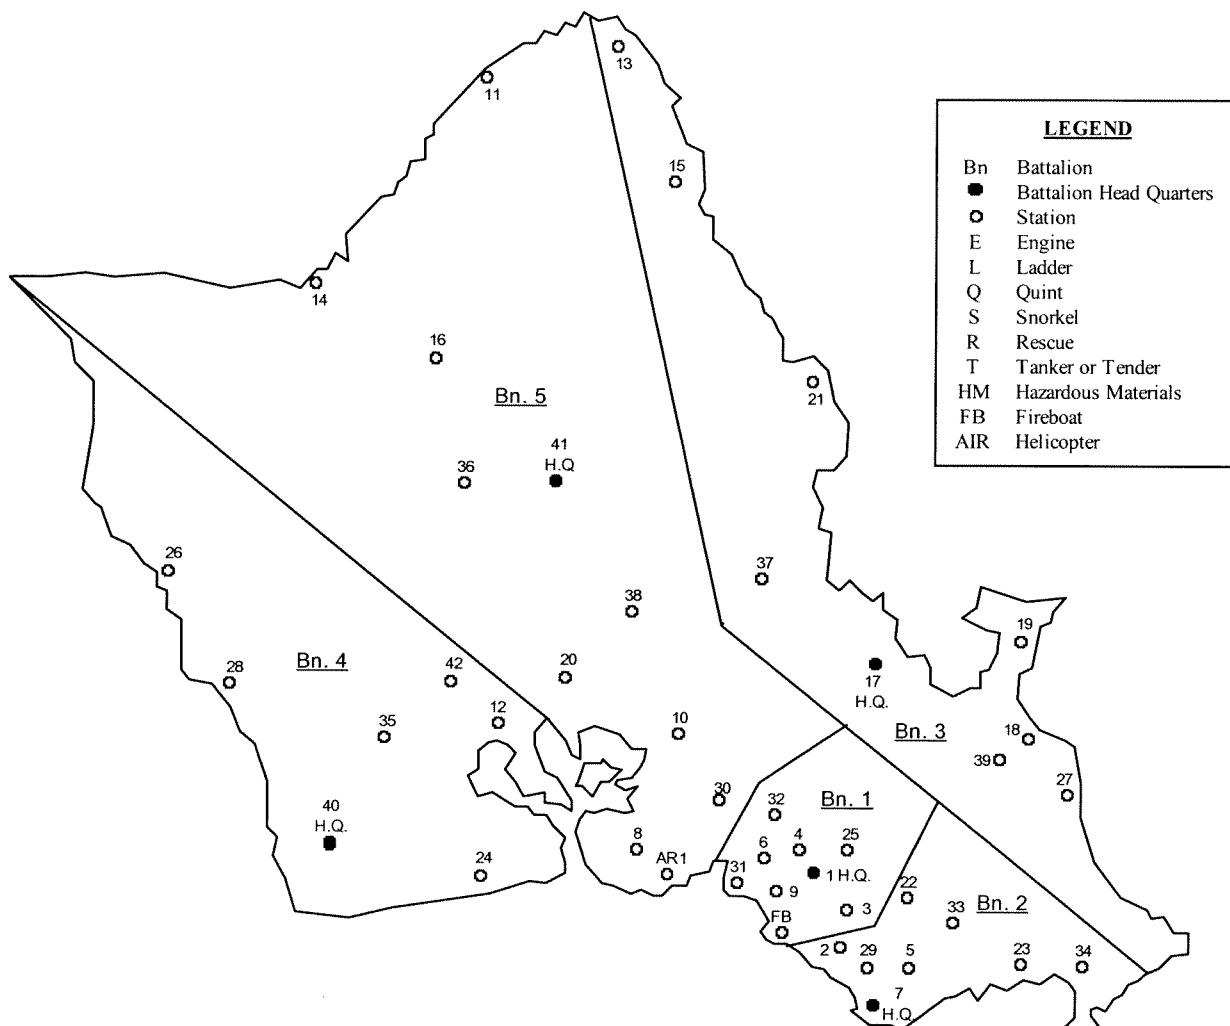 13
11
15
14
16
21
Bn. 5
41
H.Q
36
26
37
38
19
Bn. 4
28
42
20
17
H.Q.
12
35
10
Bn. 3
18
39
27
30
40
H.Q.
32
Bn. 1
8
6
4
25
AR1
24
31
1 H.Q.
9
22
3
33
Bn. 2
FB
2
29
5
23
34
7
H.Q.
LEGEND
Bn Battalion
Battalion Head Quarters
Station
E Engine
L Ladder
Q Quint
S Snorkel
R Rescue
T Tanker or Tender
HM Hazardous Materials
FB Fireboat
AIR Helicopter